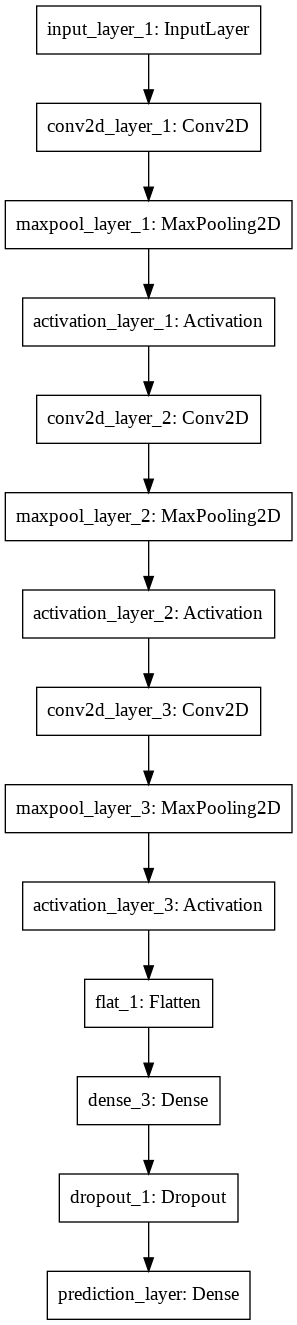 input_layer_1: InputLayer
conv2d_layer_1: Conv2D
maxpool_layer_1: MaxPooling2D
activation_layer_1: Activation
conv2d_layer_2: Conv2D
maxpool_layer_2: MaxPooling2D
activation_layer_2: Activation
conv2d_layer_3: Conv2D
maxpool_layer_3: MaxPooling2D
activation_layer_3: Activation
flat_1: Flatten
dense_3: Dense
dropout_1: Dropout
prediction_layer: Dense